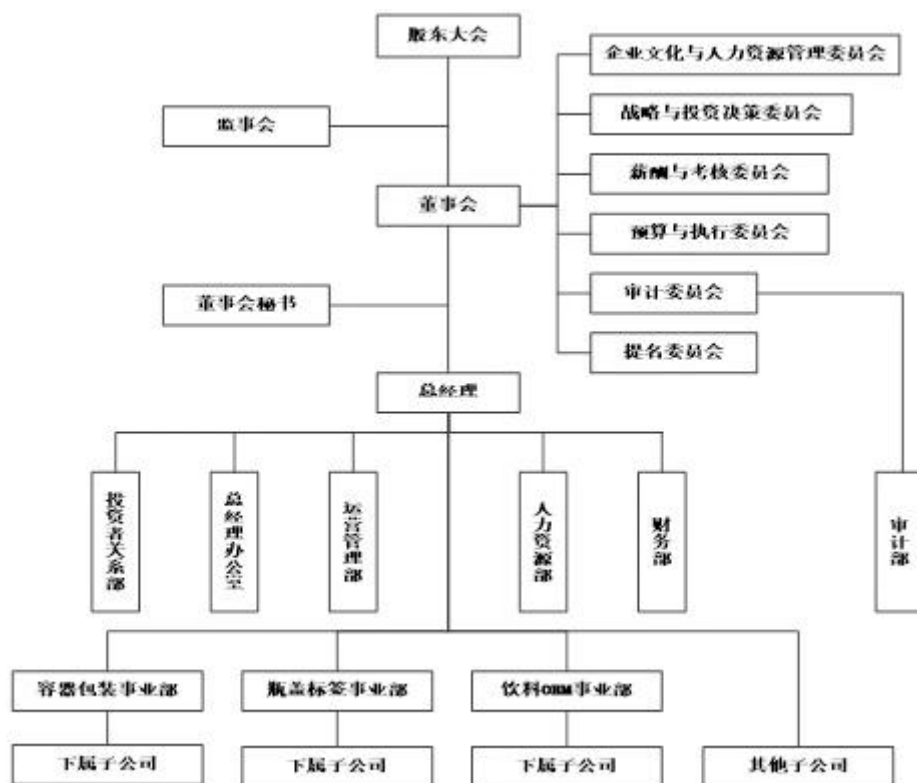 股东大会
企业文化与人力资源管理委员会
战略与投资决策委员会
监事会
薪酬与考核委员会
董事会
预算与执行委员会
董事会秘书
审计委员会
提名委员会
总经理
投资者关系部
总经理办公室
运营管理部
人力资源部
财务部
审计部
容器包装事业部
瓶盖标签事业部
饮料OEM事业部
下属子公司
下属子公司
下属子公司
其他子公司